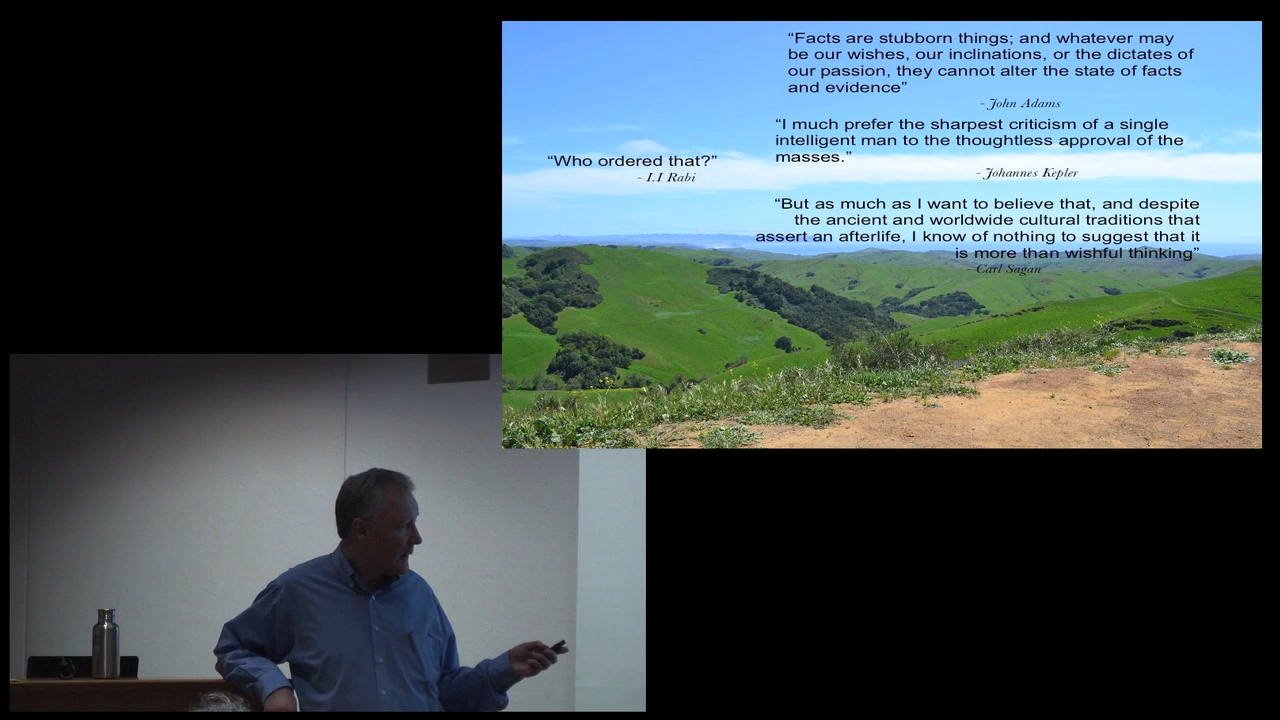 “Facts are stubborn things; and whatever may
be our wishes, our inclinations, or the dictates of
our passion, they cannot alter the state of facts
and evidence”
- John Adams
“I much prefer the sharpest criticism of a single
intelligent man to the thoughtless approval of the
masses.”
- Johannes Kepler
“Who ordered that?”
- I.I Rabi
“But as much as I want to believe that, and despite
the ancient and worldwide cultural traditions that
assert an afterlife, I know of nothing to suggest that it
is more than wishful thinking”
- Carl Sagan